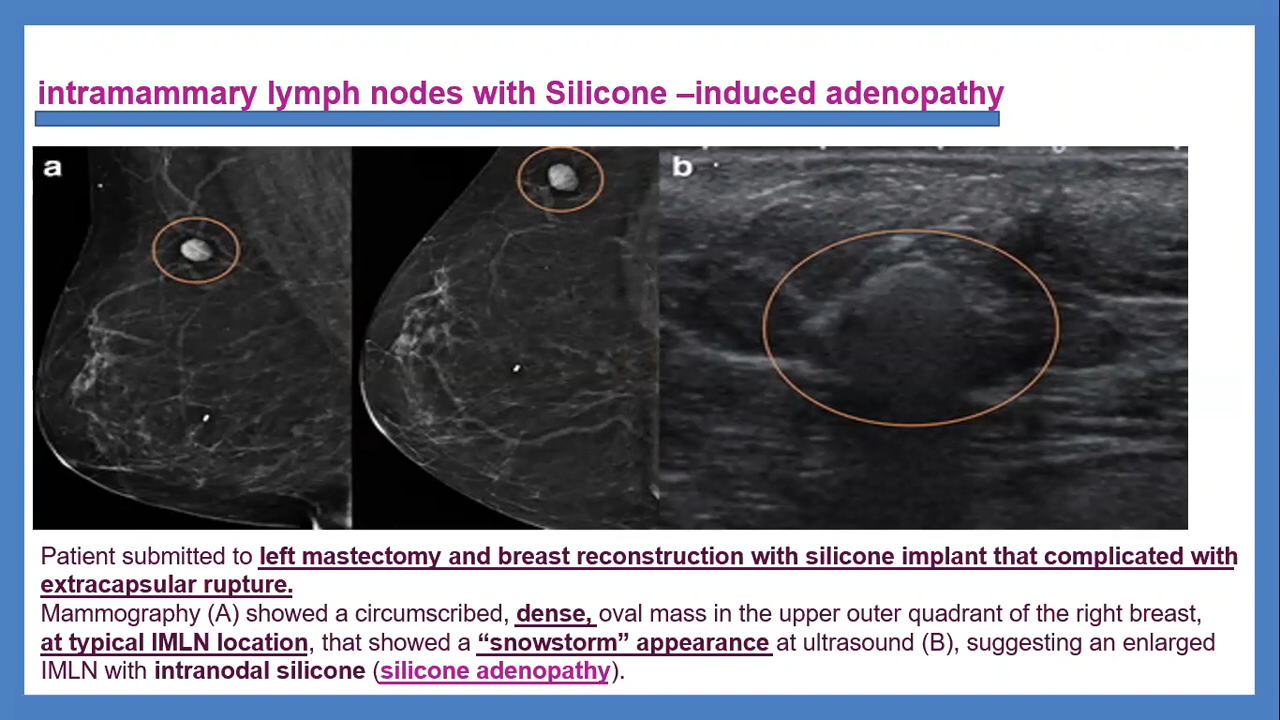 intramammary lymph nodes with Silicone –induced adenopathy
a
b
Patient submitted to left mastectomy and breast reconstruction with silicone implant that complicated with
extracapsular rupture.
Mammography (A) showed a circumscribed, dense, oval mass in the upper outer quadrant of the right breast,
at typical IMLN location, that showed a “snowstorm” appearance at ultrasound (B), suggesting an enlarged
IMLN with intranodal silicone (silicone adenopathy).